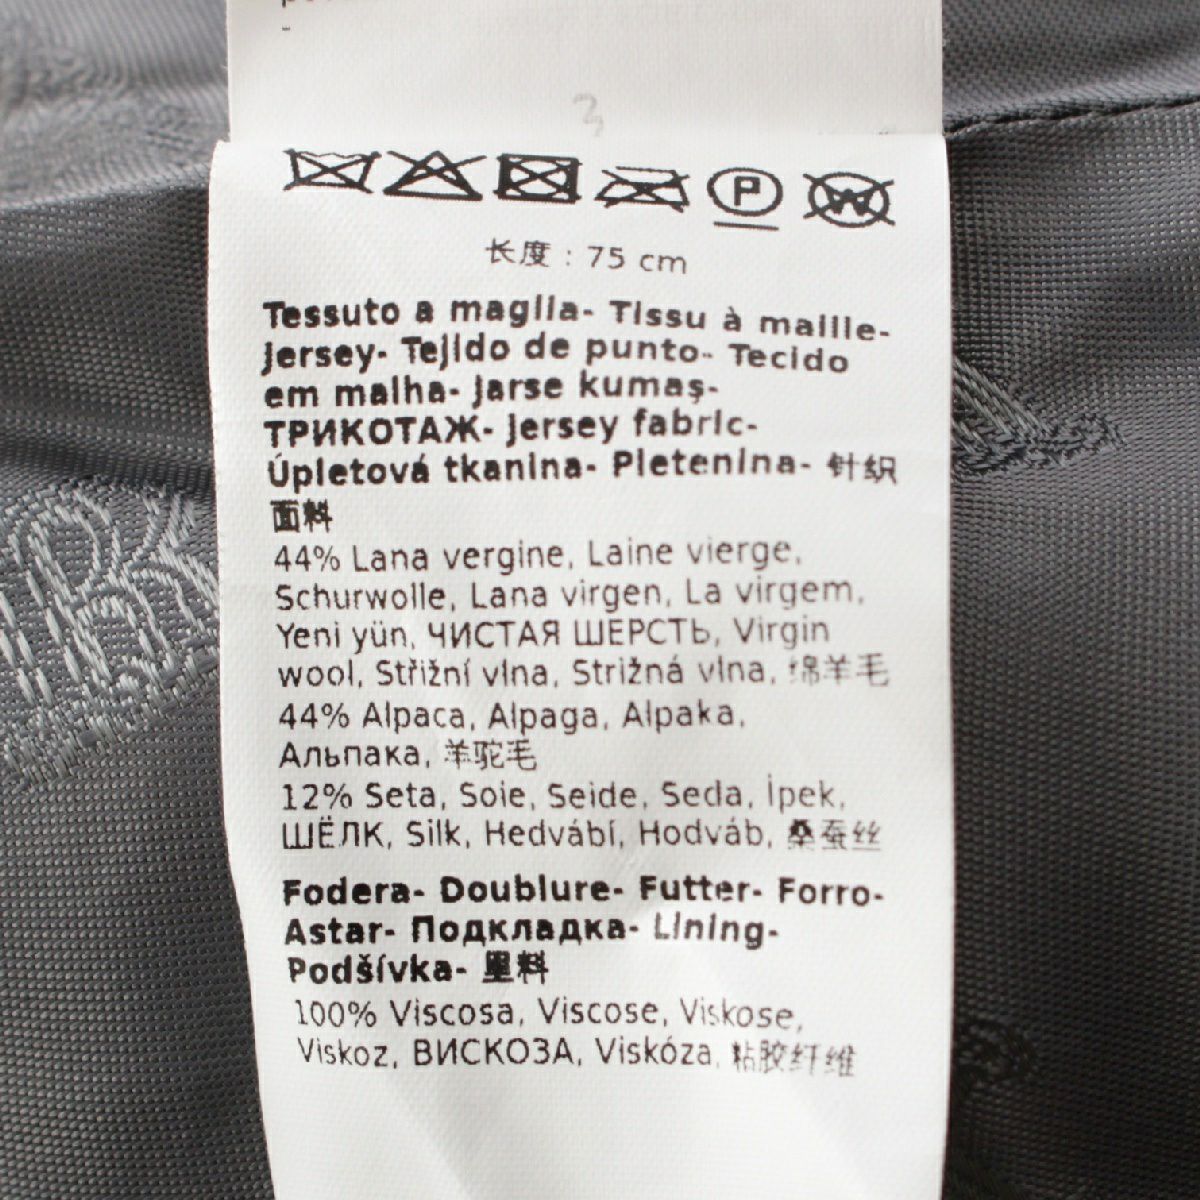 3
P
W
长度 : 75 cm
Tessuto a maglia- Tissu à maille-
Jersey- Tejido de punto- Tecido
em malha- Jarse kumaş-
ТРИКОТАЖ- Jersey fabric-
Úpletová tkanina- Pletenina- 针织
面料
44% Lana vergine, Laine vierge,
Schurwolle, Lana virgen, La virgem,
Yeni yün, ЧИСТАЯ ШЕРСТЬ, Virgin
wool, Střižní vlna, Strižná vlna, 绵羊毛
44% Alpaca, Alpaga, Alpaka,
Альпака, 羊驼毛
12% Seta, Soie, Seide, Seda, İpek,
ШЁЛК, Silk, Hedvábí, Hodváb, 桑蚕丝
Fodera- Doublure- Futter- Forro-
Astar- Подкладка- Lining-
Podšívka- 里料
100% Viscosa, Viscose, Viskose,
Viskoz, ВИСКОЗА, Viskóza, 粘胶纤维